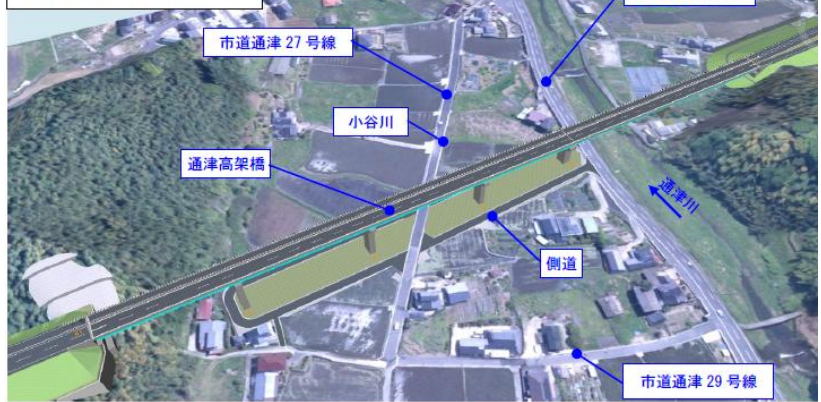 市道通津 27 号線
小谷川
通津高架橋
通津川
側道
市道通津 29 号線